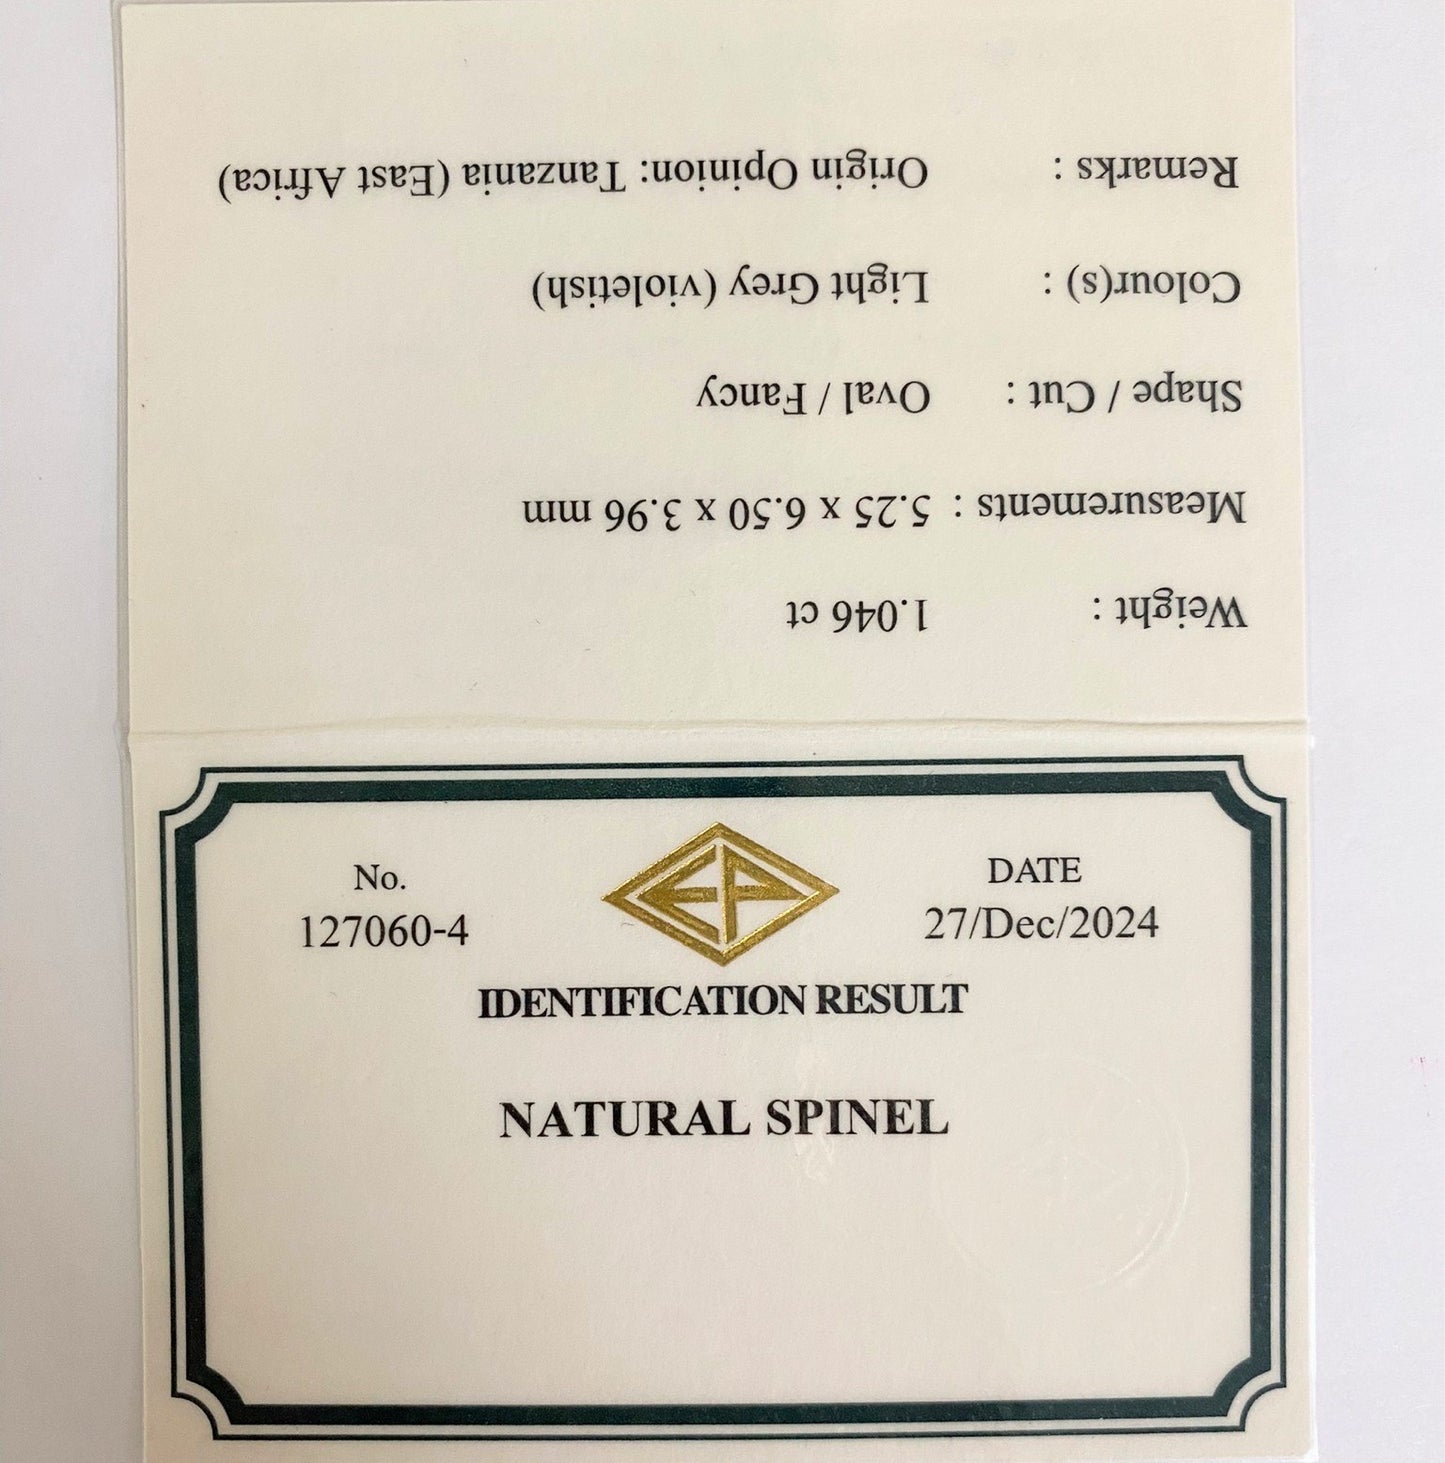 Weight : 1.046 ct
Measurements : 5.25 x 6.50 x 3.96 mm
Shape / Cut : Oval / Fancy
Colour(s) : Light Grey (violetish)
Remarks : Origin Opinion: Tanzania (East Africa)
No. EP DATE
127060-4 27/Dec/2024
IDENTIFICATION RESULT
NATURAL SPINEL